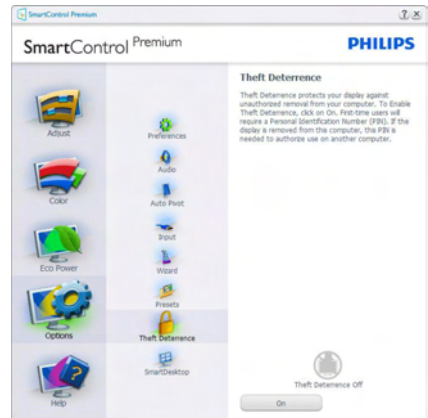 SmartControl Premium
SmartControl Premium
PHILIPS
Adjust
Color
Eco Power
Options
Help
Preferences
Audio
Auto Pivot
Input
Wizard
Presets
Theft Deterrence
SmartDesktop
Theft Deterrence
Theft Deterrence protects your display against
unauthorized removal from your computer. To Enable
Theft Deterrence, click on On. First-time users will
require a Personal Identification Number (PIN). If the
display is removed from this computer, this PIN is
needed to authorize use on another computer.
Theft Deterrence Off
On